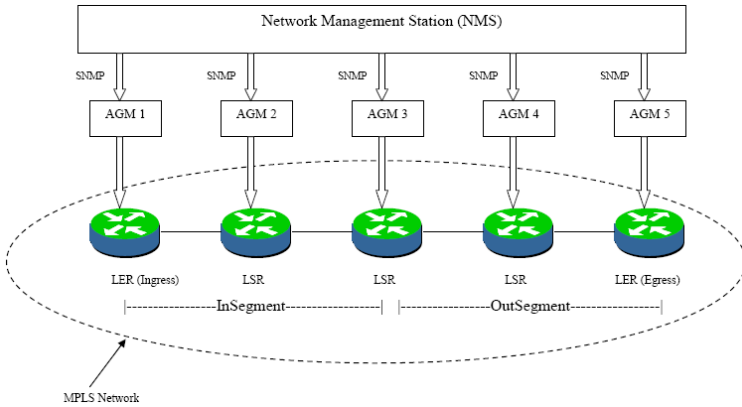 Network Management Station (NMS)
SNMP SNMP SNMP SNMP SNMP
AGM 1 AGM 2 AGM 3 AGM 4 AGM 5
LER (Ingress) LSR LSR LSR LER (Egress)
|----------------InSegment----------------| |----------------OutSegment----------------|
MPLS Network